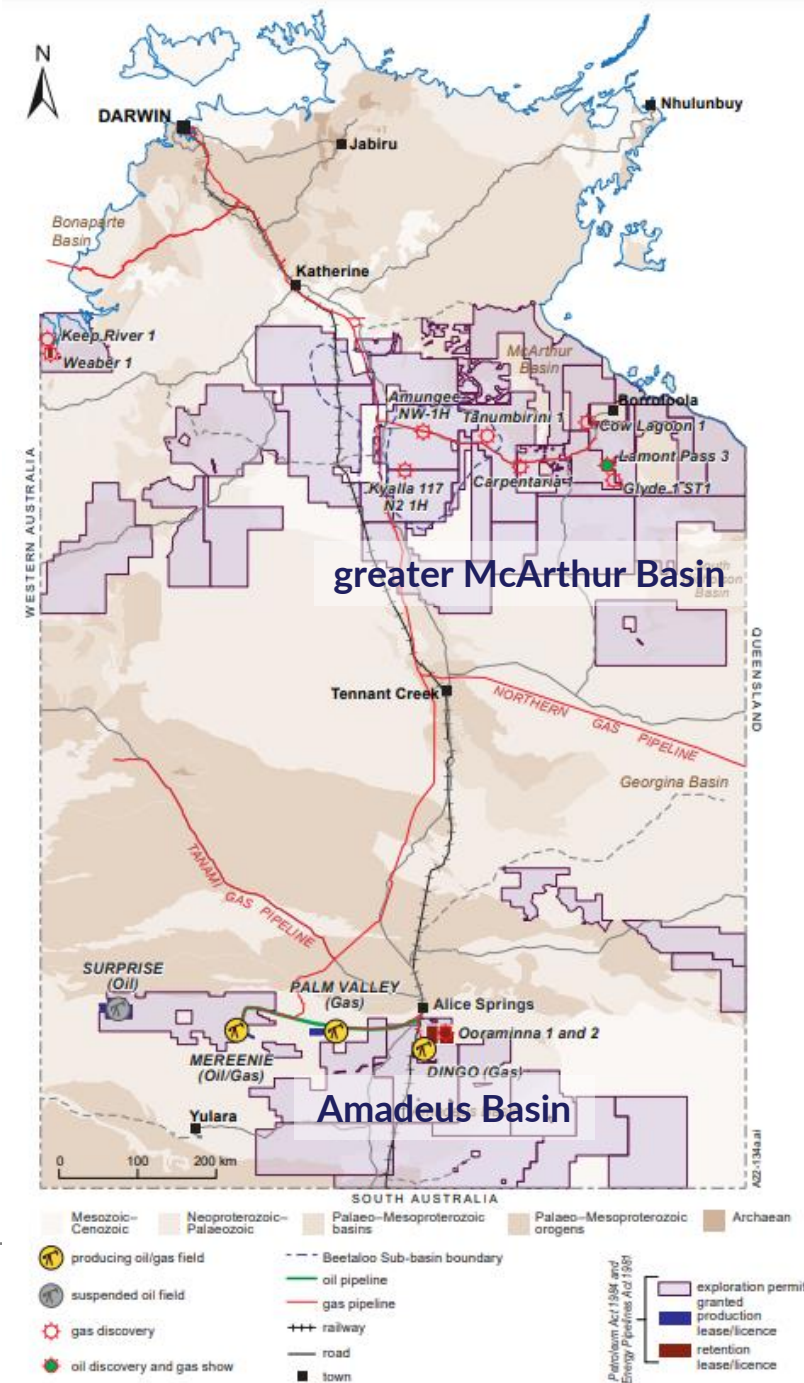 N
DARWIN
Nhulunbuy
Jabiru
Bonaparte
Basin
Katherine
Keep River 1
Weaber 1
McArthur
Basin
Amungee
NW-1H
Tanumbirini 1
Borroloola
Cow Lagoon 1
Lamont Pass 3
Kyalla 117
N2 1H
Carpentaria 1
Glyde 1 ST1
WESTERN AUSTRALIA
greater McArthur Basin
Basin
QUEENSLAND
Tennant Creek
NORTHERN GAS PIPELINE
Georgina Basin
TANAMI GAS PIPELINE
SURPRISE
(Oil)
PALM VALLEY
(Gas)
Alice Springs
Ooraminna 1 and 2
MEREENIE
(Oil/Gas)
DINGO (Gas)
Amadeus Basin
Yulara
0 100 200 km
A22-134a.ai
SOUTH AUSTRALIA
Mesozoic–
Cenozoic
Neoproterozoic–
Palaeozoic
Palaeo–Mesoproterozoic
basins
Palaeo–Mesoproterozoic
orogens
Archaean
producing oil/gas field
suspended oil field
gas discovery
oil discovery and gas show
Beetaloo Sub-basin boundary
oil pipeline
gas pipeline
railway
road
town
Petroleum Act 1984 and
Energy Pipelines Act 1981
exploration permit
granted
production
lease/licence
retention
lease/licence